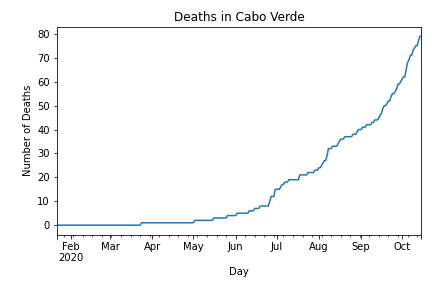 Deaths in Cabo Verde
Number of Deaths
80
70
60
50
40
30
20
10
0
Feb Mar Apr May Jun Jul Aug Sep Oct
2020
Day